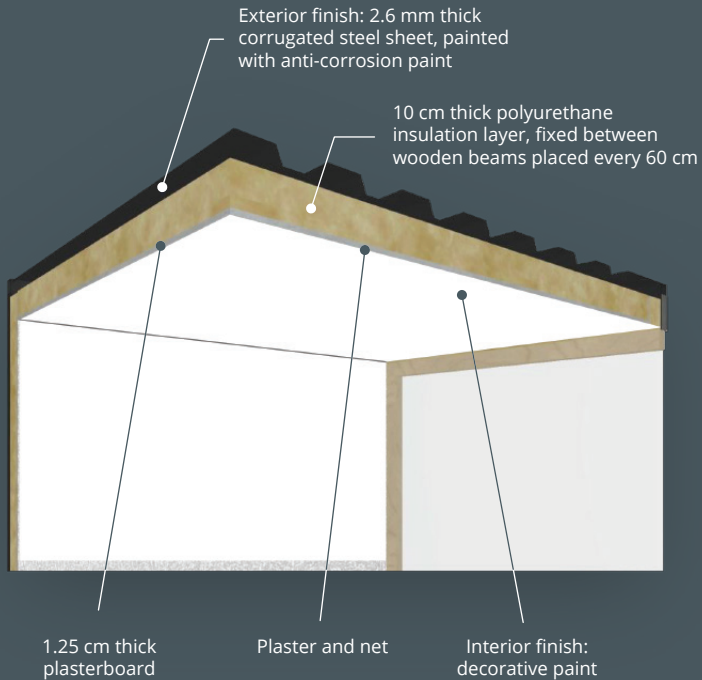 Exterior finish: 2.6 mm thick
corrugated steel sheet, painted
with anti-corrosion paint
10 cm thick polyurethane
insulation layer, fixed between
wooden beams placed every 60 cm
1.25 cm thick
plasterboard
Plaster and net
Interior finish:
decorative paint